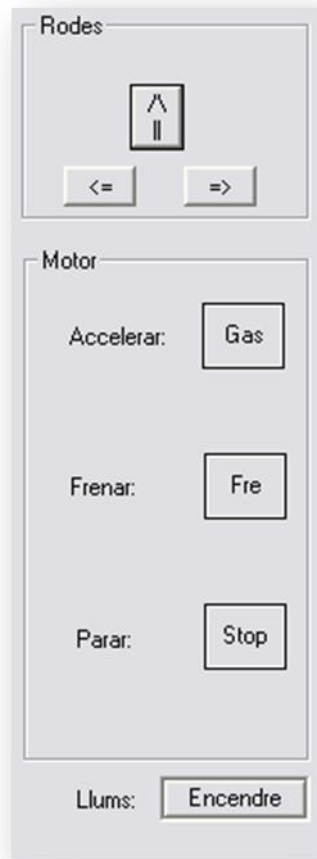 Rodes
/\
||
<= =>
Motor
Accelerar: Gas
Frenar: Fre
Parar: Stop
Llums: Encendre